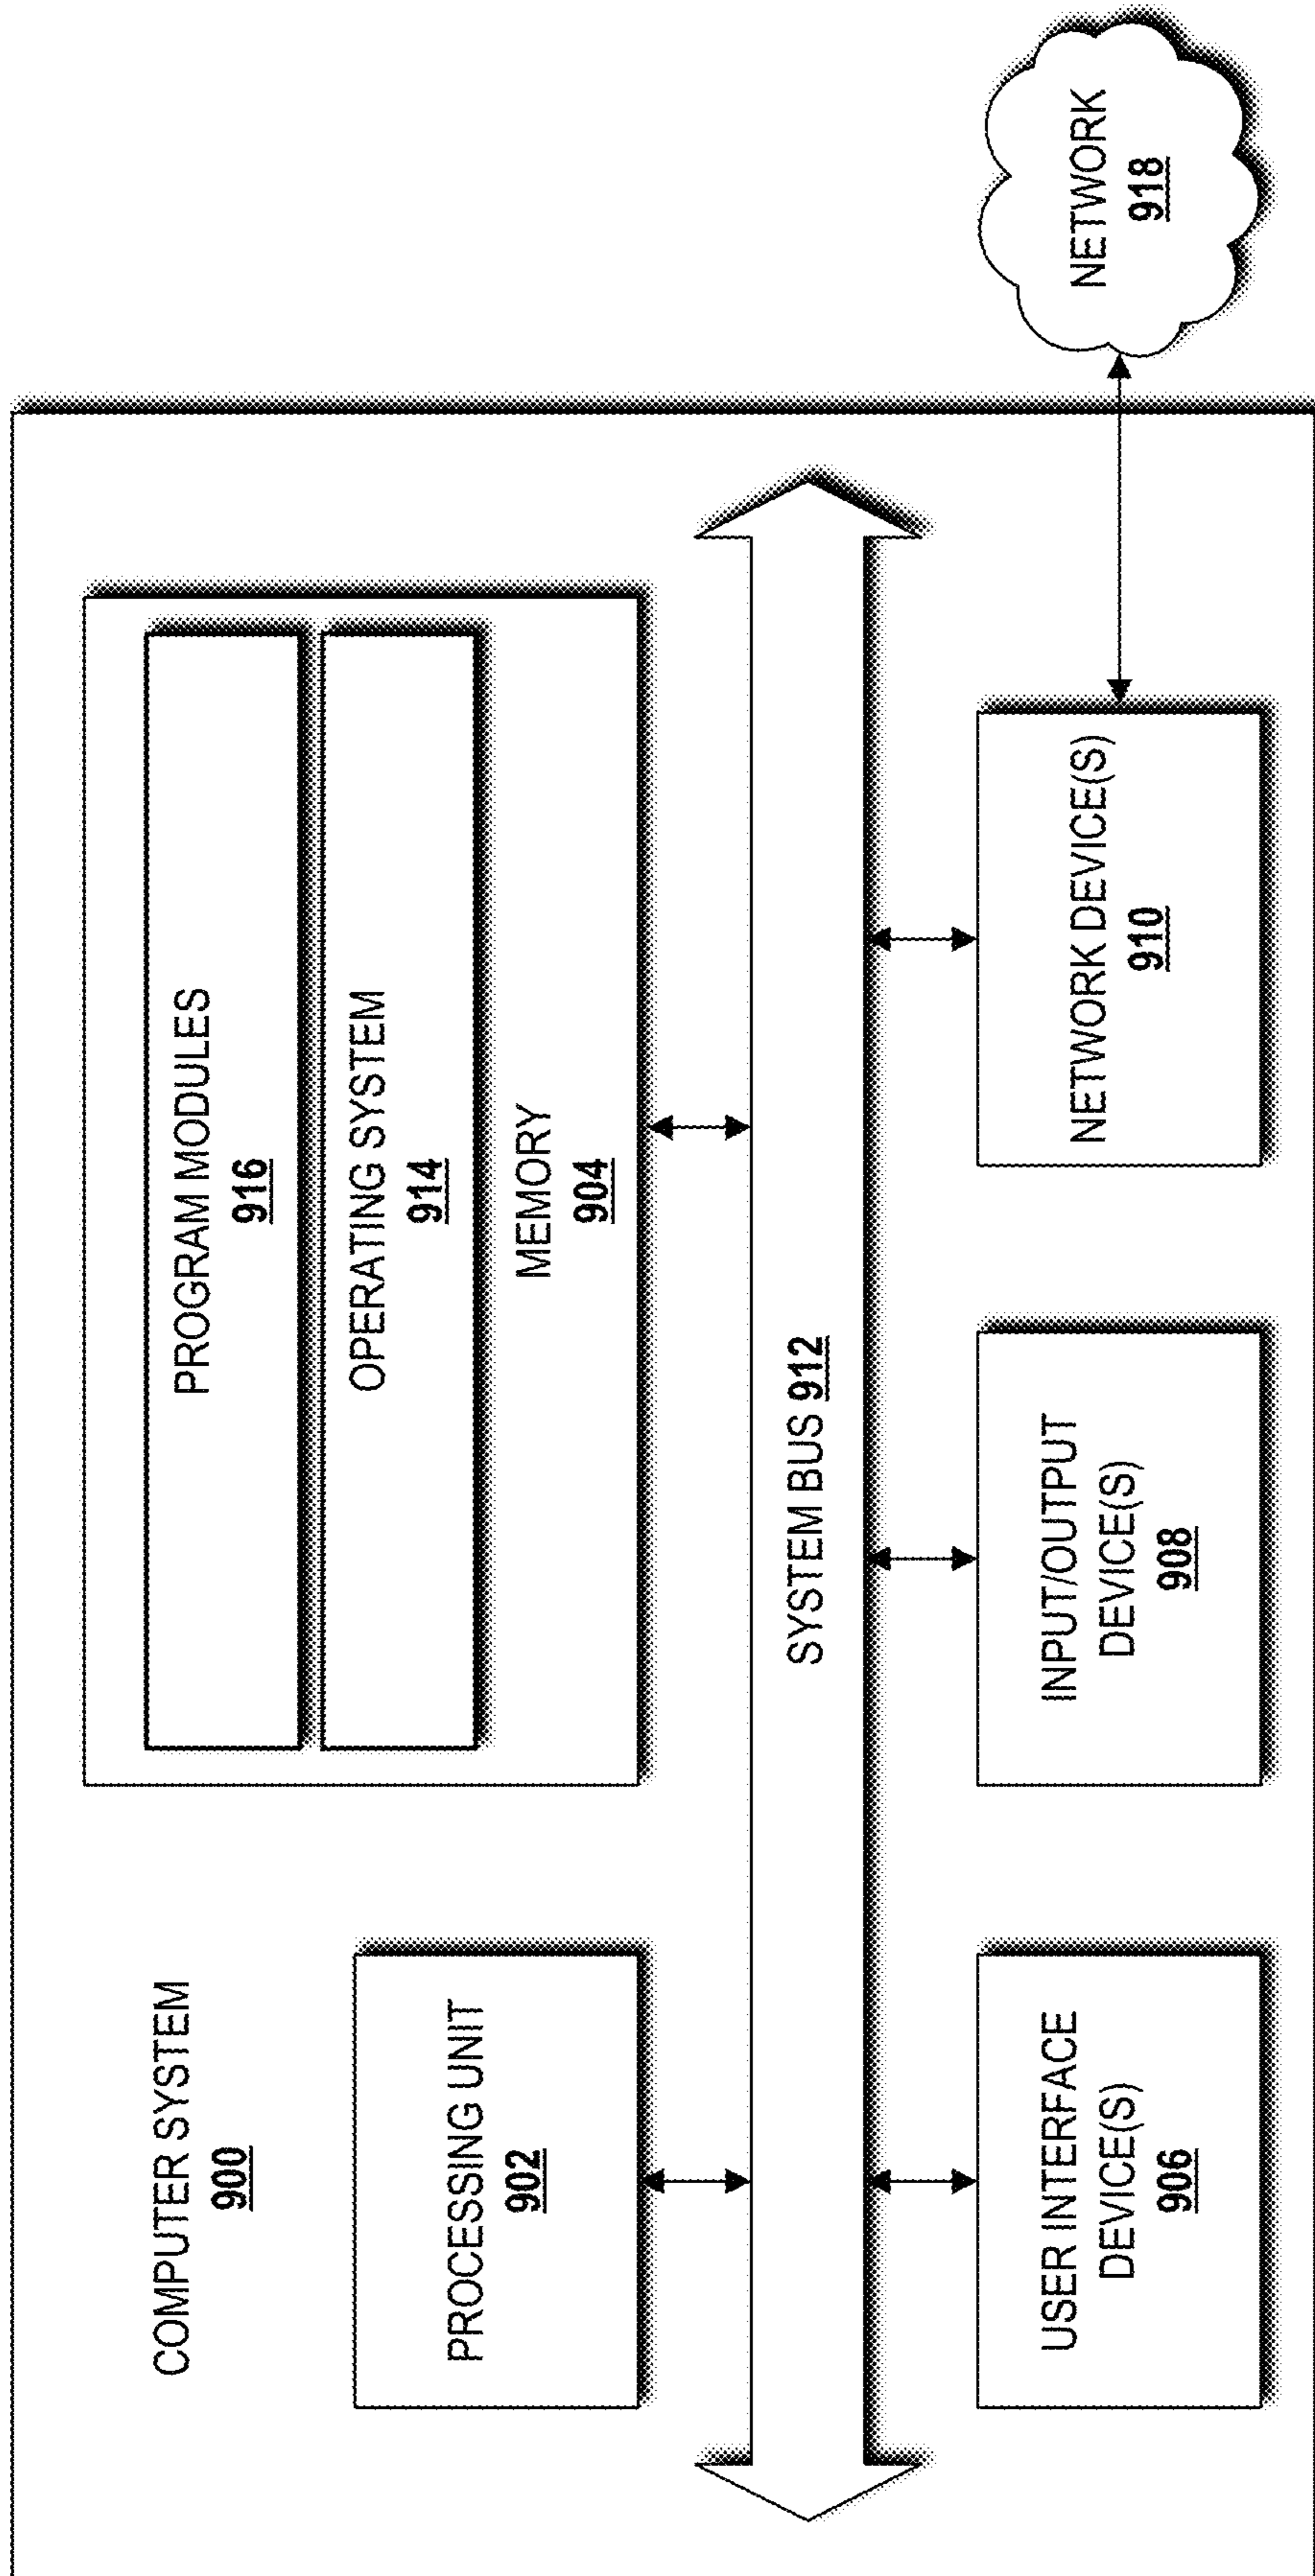 COMPUTER SYSTEM
900
PROCESSING UNIT
902
PROGRAM MODULES
916
OPERATING SYSTEM
914
MEMORY
904
SYSTEM BUS 912
USER INTERFACE
DEVICE(S)
906
INPUT/OUTPUT
DEVICE(S)
908
NETWORK DEVICE(S)
910
NETWORK
918